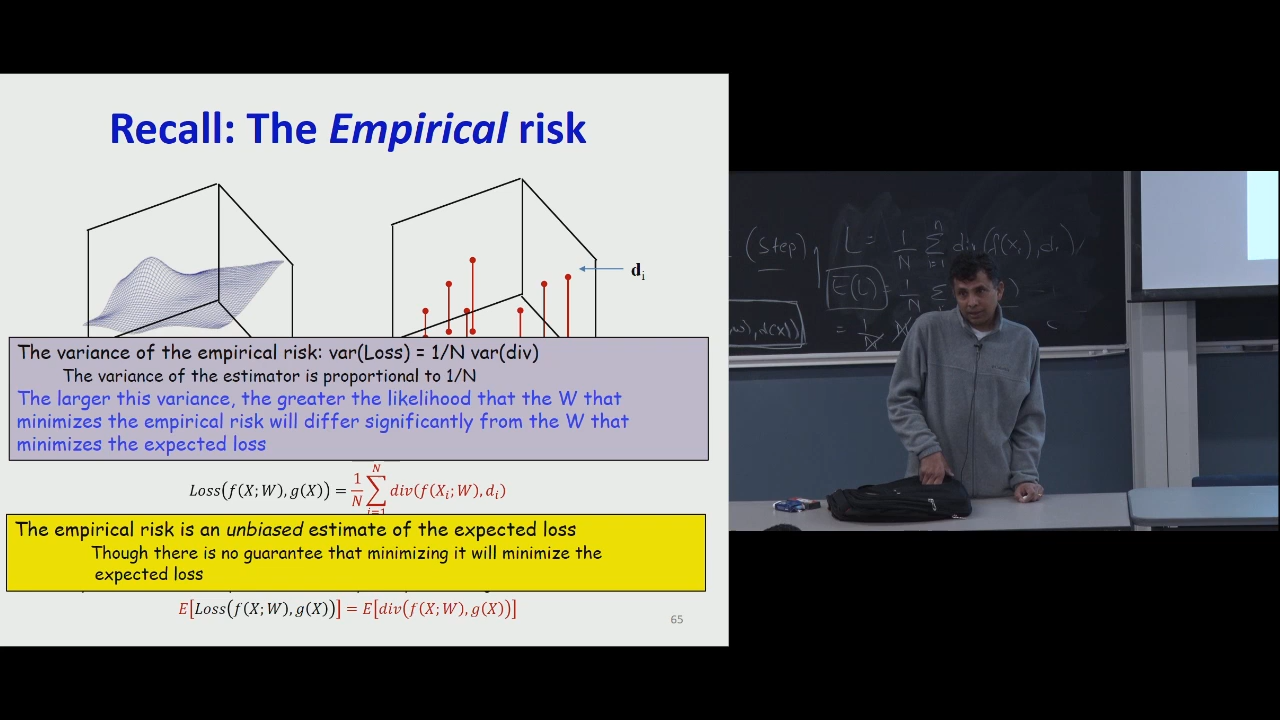 Recall: The Empirical risk
d_i
The variance of the empirical risk: var(Loss) = 1/N var(div)
The variance of the estimator is proportional to 1/N
The larger this variance, the greater the likelihood that the W that
minimizes the empirical risk will differ significantly from the W that
minimizes the expected loss
Loss(f(X;W),g(X)) = 1/N ∑_{i=1}^{N} div(f(X_i;W),d_i)
The empirical risk is an unbiased estimate of the expected loss
Though there is no guarantee that minimizing it will minimize the
expected loss
E[Loss(f(X;W),g(X))] = E[div(f(X;W),g(X))]
65
(Step) L = 1/N ∑_{i=1}^{n} div(f(x_i), d_i)
E(L) = 1/N ∑
= 1/N